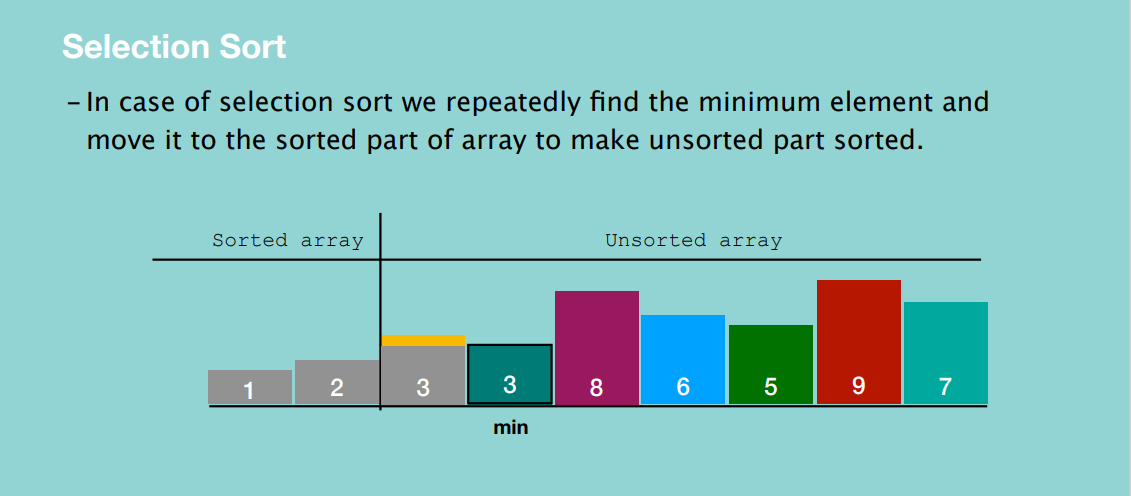 Selection Sort
– In case of selection sort we repeatedly find the minimum element and
move it to the sorted part of array to make unsorted part sorted.
Sorted array Unsorted array
1 2 3 3 8 6 5 9 7
min